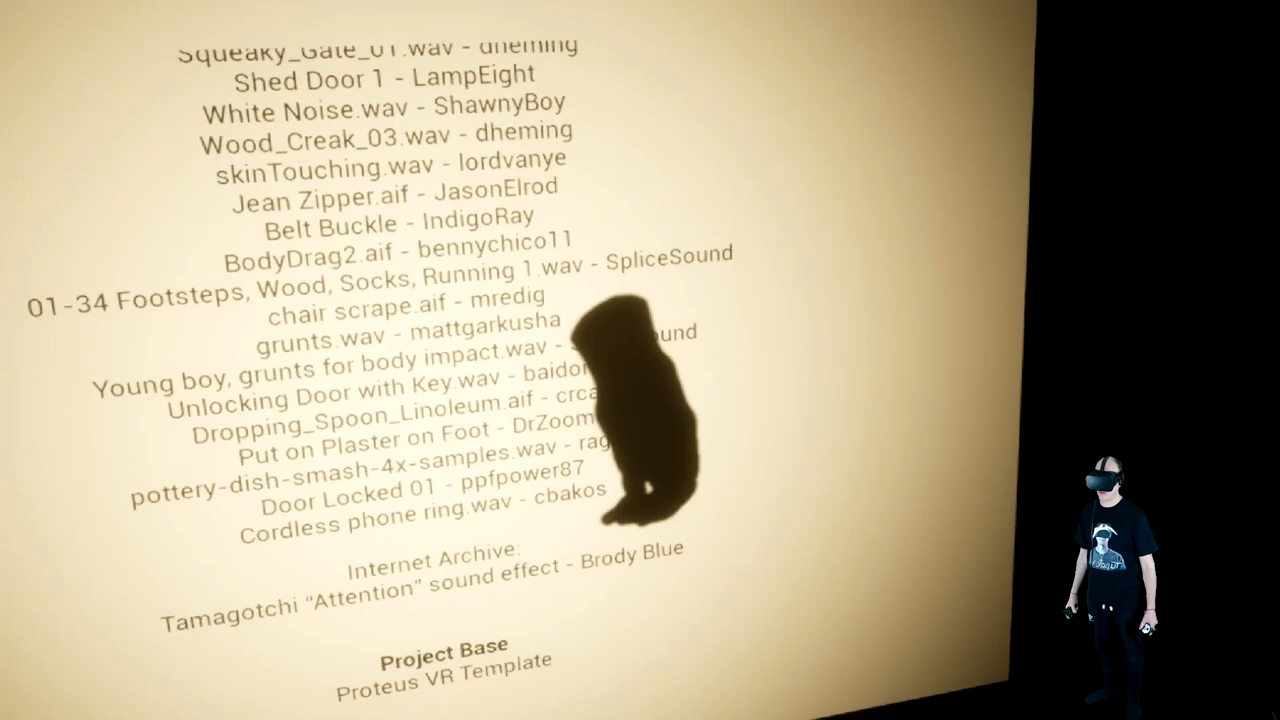 Squeaky_Gate_01.wav - dheming
Shed Door 1 - LampEight
White Noise.wav - ShawnyBoy
Wood_Creak_03.wav - dheming
skinTouching.wav - lordvanye
Jean Zipper.aif - JasonElrod
Belt Buckle - IndigoRay
BodyDrag2.aif - bennychico11
01-34 Footsteps, Wood, Socks, Running 1.wav - SpliceSound
chair scrape.aif - mredig
grunts.wav - mattgarkusha
Young boy, grunts for body impact.wav -
Unlocking Door with Key.wav -
Dropping_Spoon_Linoleum.aif -
Put on Plaster on Foot - DrZoom
pottery-dish-smash-4x-samples.wav -
Door Locked 01 - ppfpower87
Cordless phone ring.wav - cbakos
Internet Archive:
Tamagotchi "Attention" sound effect - Brody Blue
Project Base
Proteus VR Template